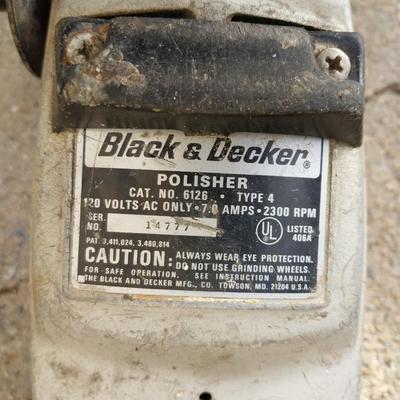 Black & Decker®
POLISHER
CAT. NO. 6126 • TYPE 4
120 VOLTS AC ONLY • 7.0 AMPS • 2300 RPM
SER. NO. 14777
UL LISTED 406A
PAT. 3,411,024, 3,480,814
CAUTION: ALWAYS WEAR EYE PROTECTION.
DO NOT USE GRINDING WHEELS.
FOR SAFE OPERATION. SEE INSTRUCTION MANUAL.
THE BLACK AND DECKER MFG., CO. TOWSON, MD. 21204 U.S.A.